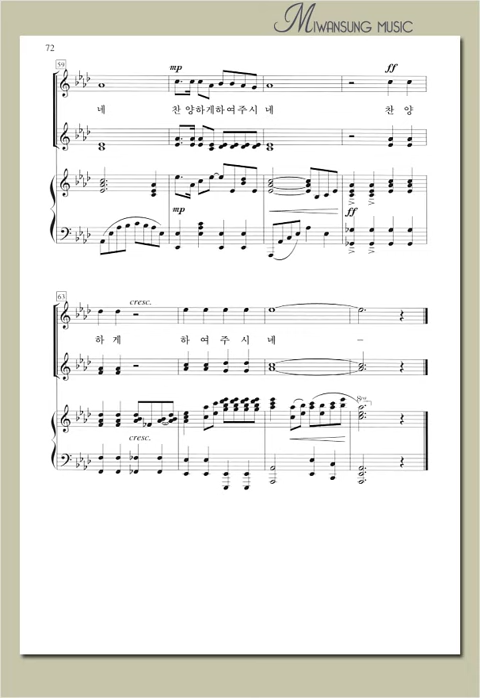 MIWANSUNG MUSIC
72
59
mp
ff
네 찬양하게하여주시네 찬양
mp
ff
63
cresc.
하게 하여주시네 –
cresc.
8va